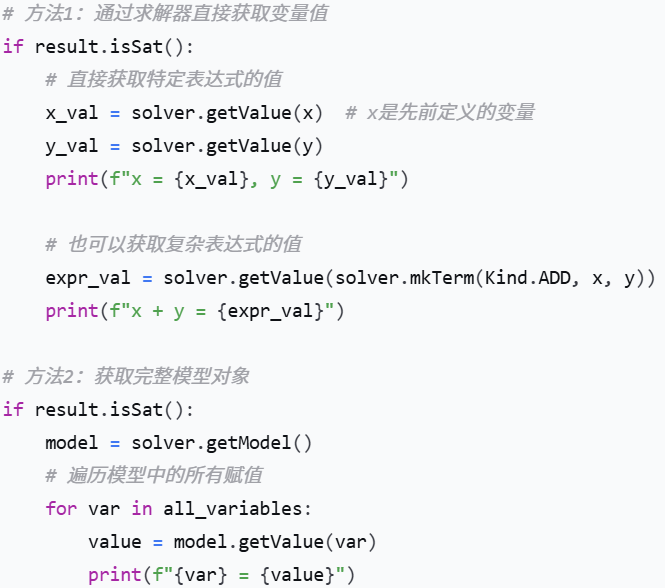 # 方法1：通过求解器直接获取变量值
if result.isSat():
    # 直接获取特定表达式的值
    x_val = solver.getValue(x)  # x是先前定义的变量
    y_val = solver.getValue(y)
    print(f"x = {x_val}, y = {y_val}")

    # 也可以获取复杂表达式的值
    expr_val = solver.getValue(solver.mkTerm(Kind.ADD, x, y))
    print(f"x + y = {expr_val}")

# 方法2：获取完整模型对象
if result.isSat():
    model = solver.getModel()
    # 遍历模型中的所有赋值
    for var in all_variables:
        value = model.getValue(var)
        print(f"{var} = {value}")